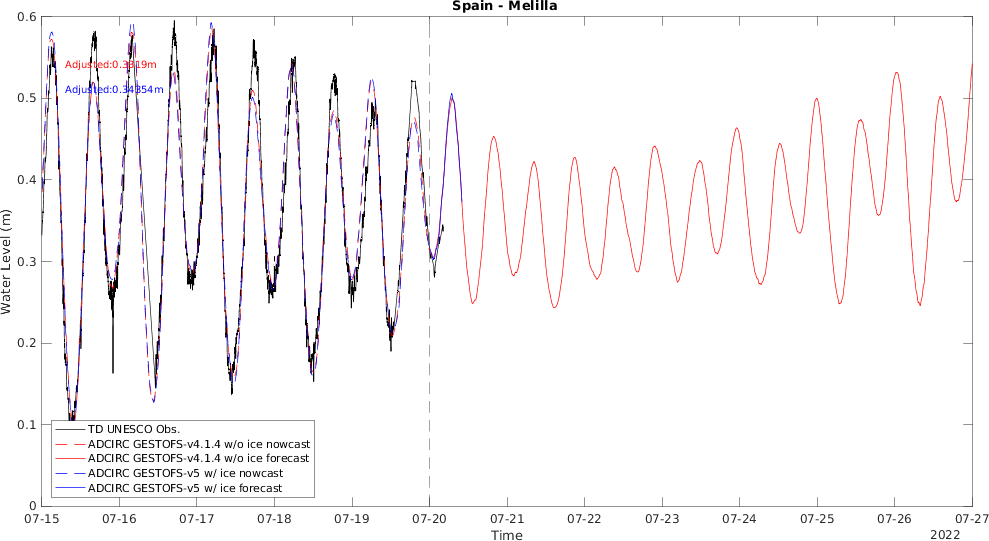 Spain - Melilla
Water Level (m)
0.6
0.5
0.4
0.3
0.2
0.1
0
Adjusted:0.3319m
Adjusted:0.34354m
TD UNESCO Obs.
ADCIRC GESTOFS-v4.1.4 w/o ice nowcast
ADCIRC GESTOFS-v4.1.4 w/o ice forecast
ADCIRC GESTOFS-v5 w/ ice nowcast
ADCIRC GESTOFS-v5 w/ ice forecast
07-15 07-16 07-17 07-18 07-19 07-20 07-21 07-22 07-23 07-24 07-25 07-26 07-27
Time
2022